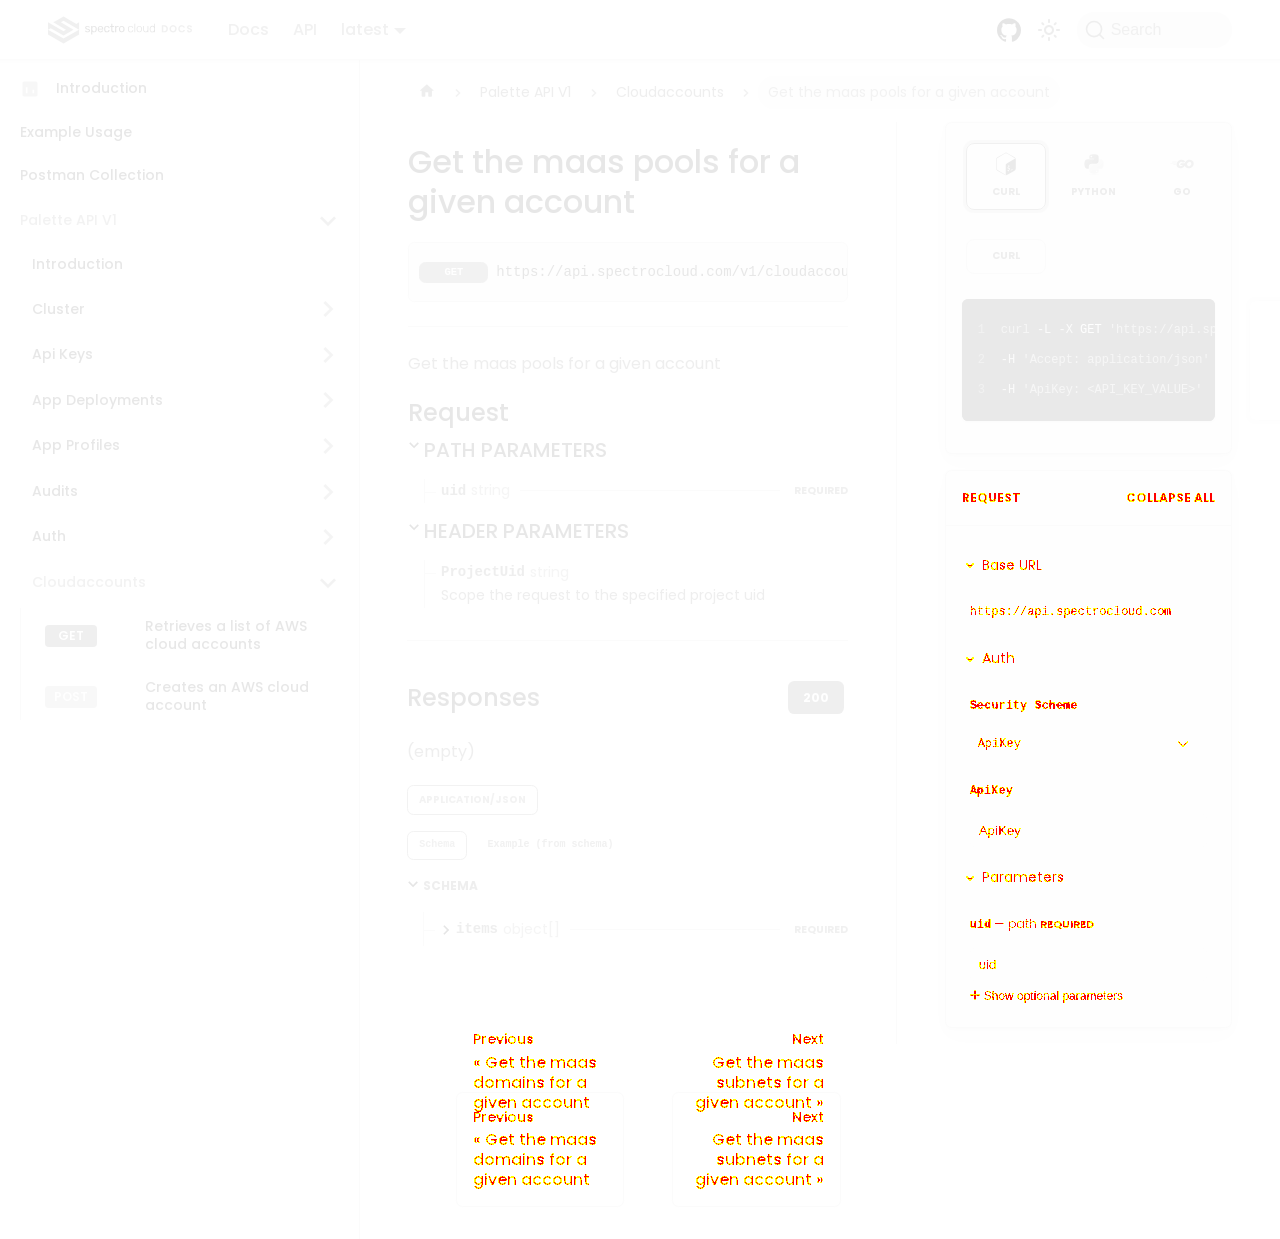 spectro cloud DOCS Docs API latest Search
Introduction
Example Usage
Postman Collection
Palette API V1
Introduction
Cluster
Api Keys
App Deployments
App Profiles
Audits
Auth
Cloudaccounts
GET Retrieves a list of AWS
cloud accounts
POST Creates an AWS cloud
account
Palette API V1 Cloudaccounts Get the maas pools for a given account
Get the maas pools for a
given account
GET https://api.spectrocloud.com/v1/cloudaccou
Get the maas pools for a given account
Request
PATH PARAMETERS
uid string REQUIRED
HEADER PARAMETERS
ProjectUid string
Scope the request to the specified project uid
Responses 200
(empty)
APPLICATION/JSON
Schema Example (from schema)
SCHEMA
items object[] REQUIRED
Previous
« Get the maas
domains for a
given account
Next
Get the maas
subnets for a
given account »
Previous
« Get the maas
domains for a
given account
Next
Get the maas
subnets for a
given account »
CURL PYTHON GO
CURL
1 curl -L -X GET 'https://api.sp
2 -H 'Accept: application/json'
3 -H 'ApiKey: <API_KEY_VALUE>'
REQUEST COLLAPSE ALL
Base URL
https://api.spectrocloud.com
Auth
Security Scheme
ApiKey
ApiKey
ApiKey
Parameters
uid — path REQUIRED
uid
Show optional parameters